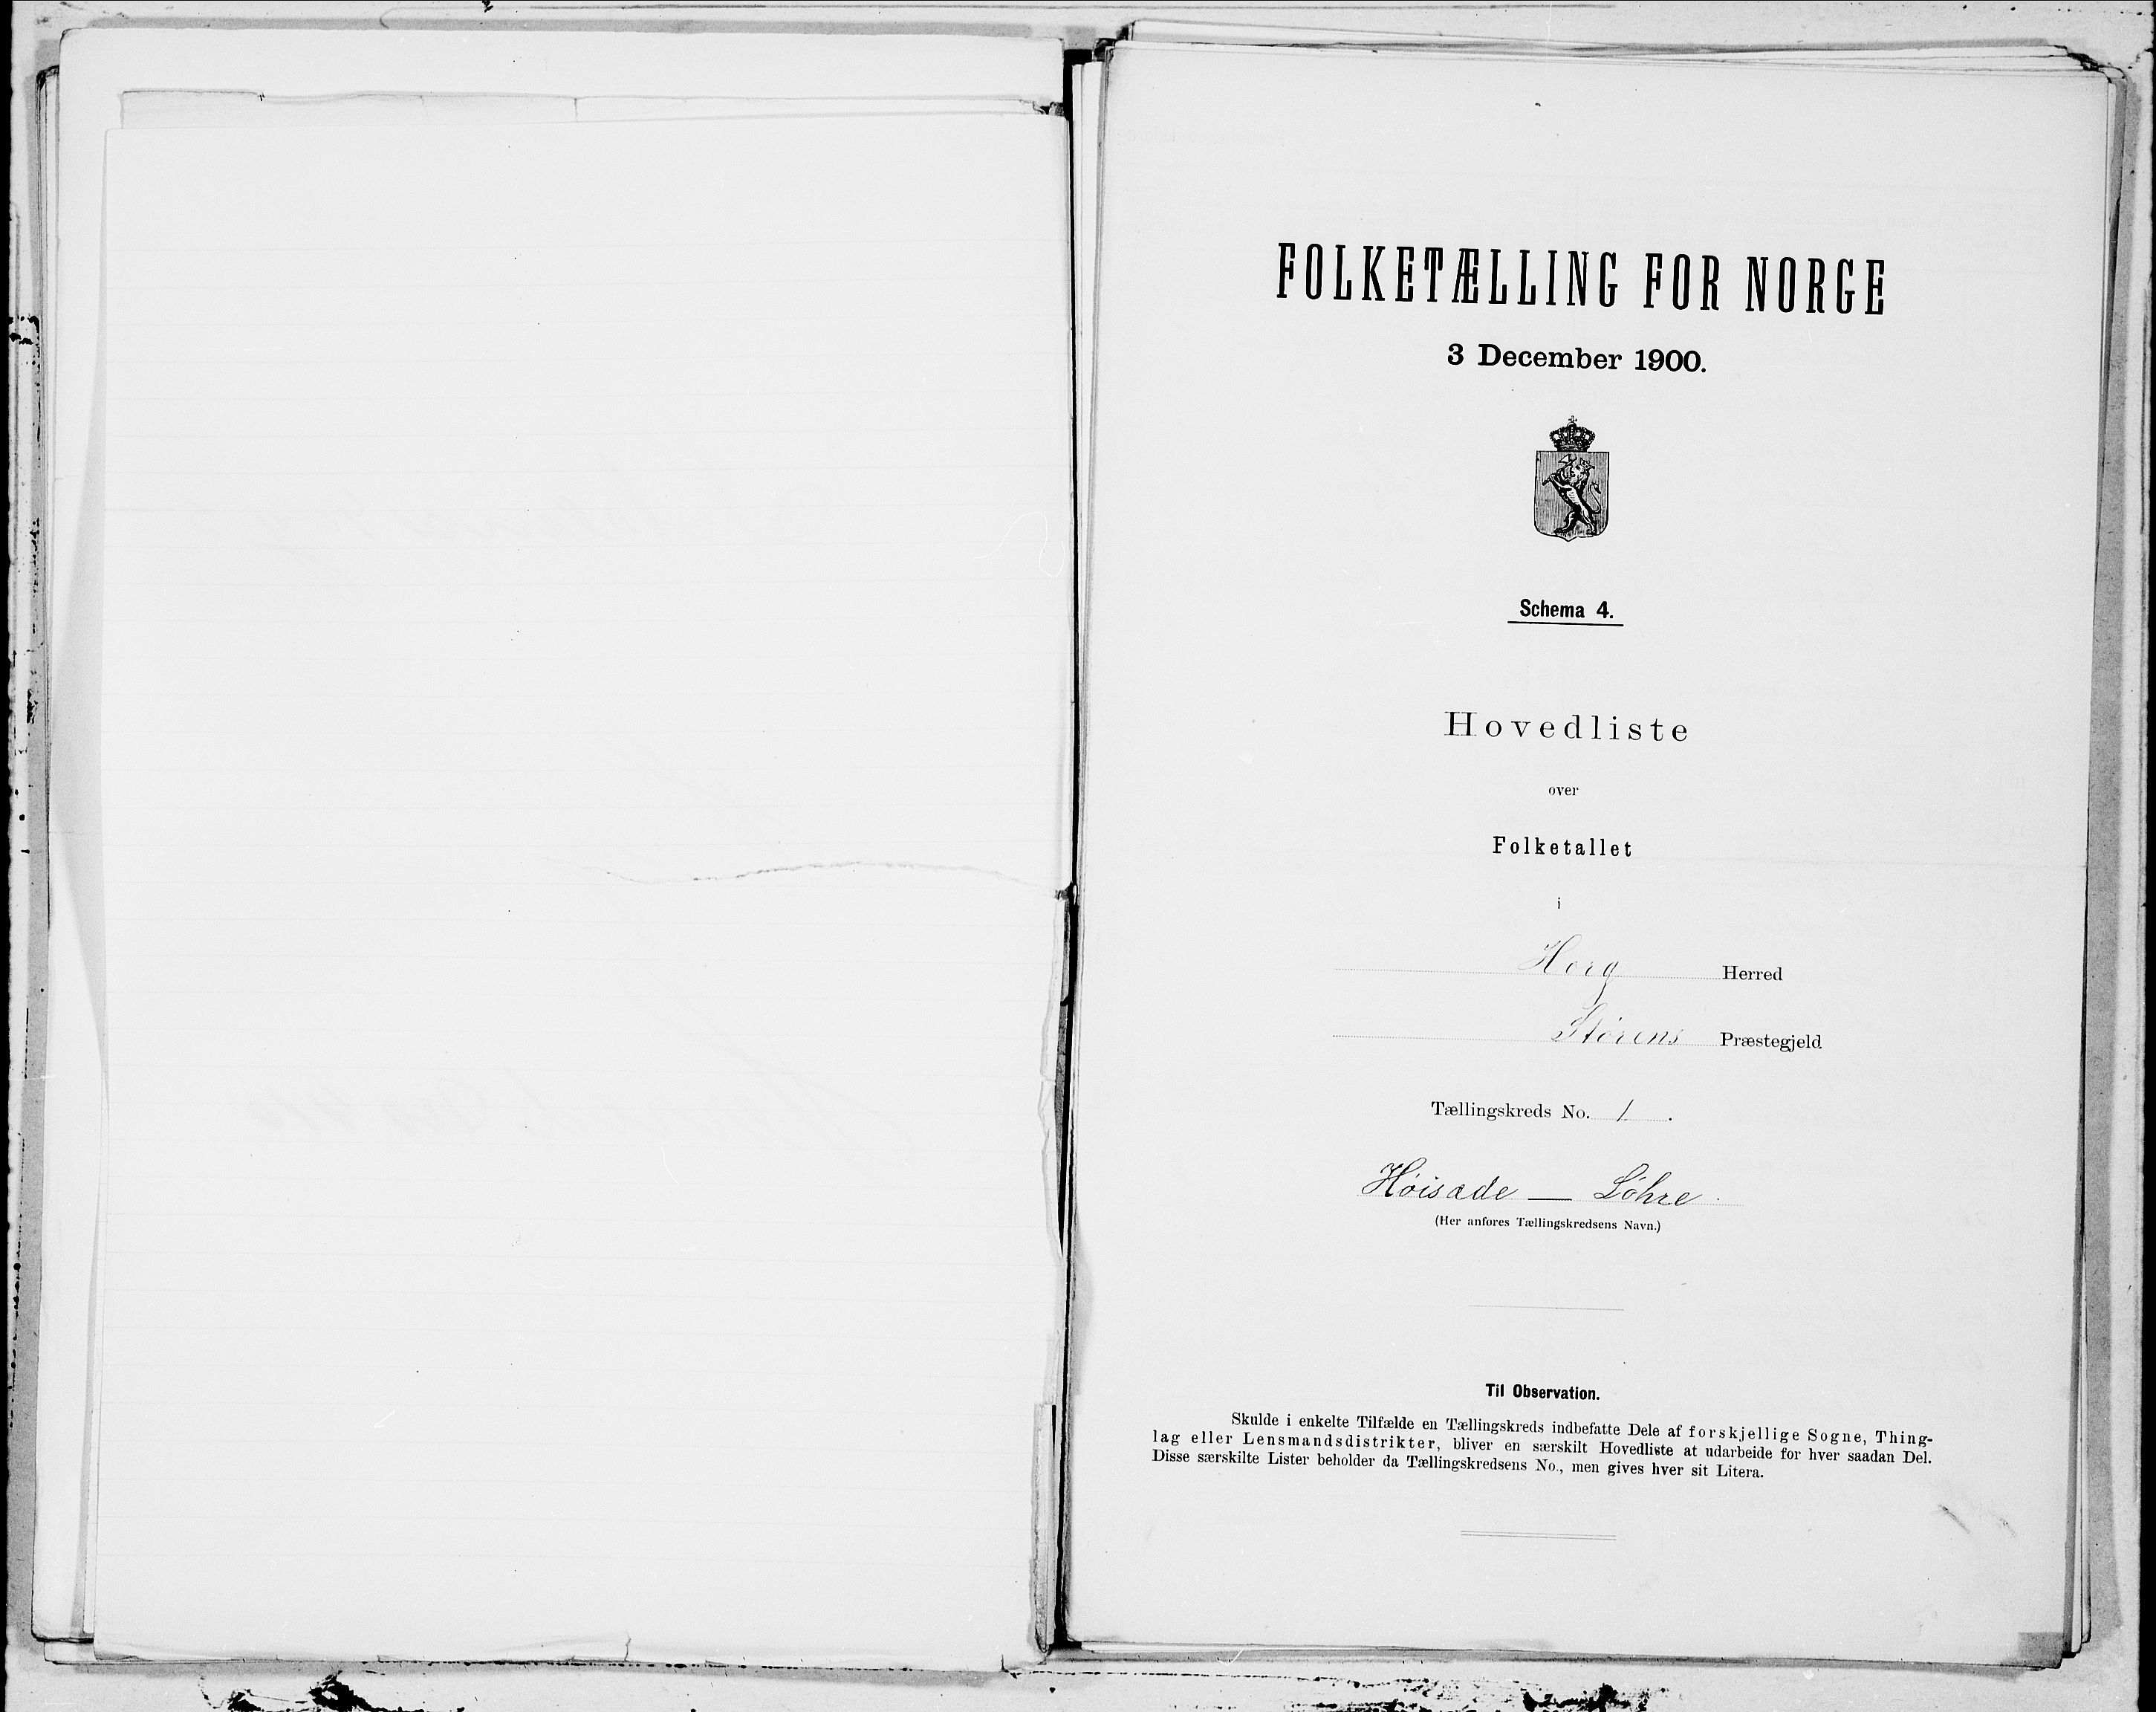 FOLKETÆLLING FOR NORGE
3 December 1900.
Schema 4.
Hovedliste
over
Folketallet
i
Horg Herred
Størens Præstegjeld
Tællingskreds No. 1.
Høisæde — Løhre.
(Her anføres Tællingskredsens Navn.)
Til Observation.
Skulde i enkelte Tilfælde en Tællingskreds indbefatte Dele af forskjellige Sogne, Thing-
lag eller Lensmandsdistrikter, bliver en særskilt Hovedliste at udarbeide for hver saadan Del.
Disse særskilte Lister beholder da Tællingskredsens No., men gives hver sit Litera.